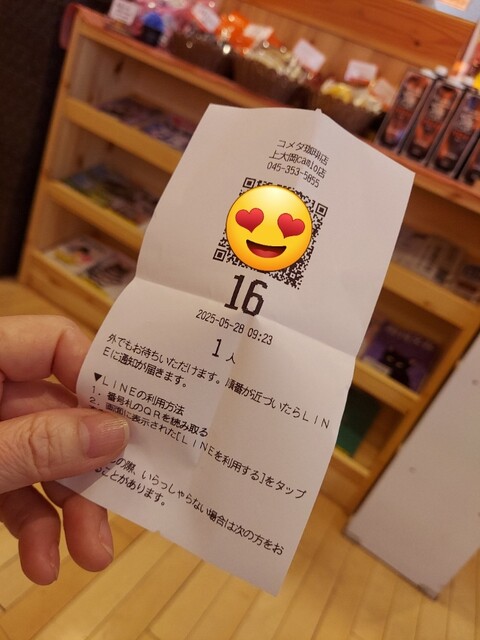 コメダ珈琲店
上大岡camio店
045-353-5855
16
2025-05-28 09:23
1人
外でもお待ちいただけます。順番が近づいたらLIN
Eに通知が届きます。
▼LINEの利用方法
1. 番号札のQRを読み取る
2. 画面に表示された[LINEを利用する]をタップ
の際、いらっしゃらない場合は次の方をお
ことがあります。